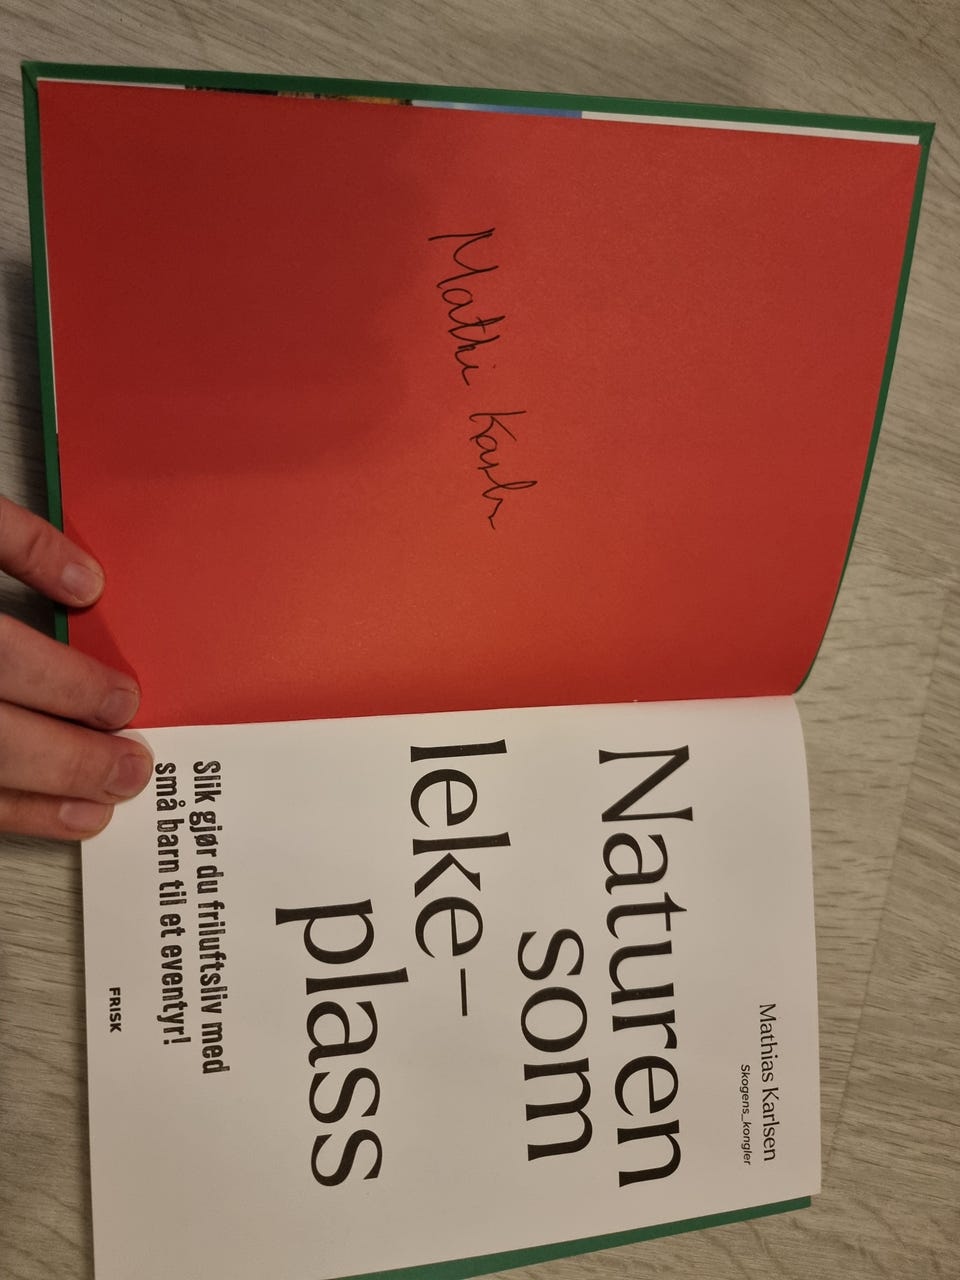 Mathi Karln
Mathias Karlsen
Skogens_kongler
Naturen
som
leke–
plass
Slik gjør du friluftsliv med
små barn til et eventyr!
FRISK